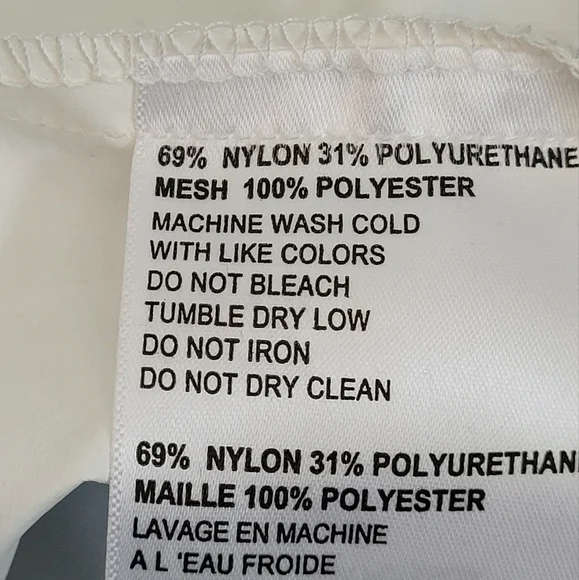 69% NYLON 31% POLYURETHANE
MESH 100% POLYESTER
MACHINE WASH COLD
WITH LIKE COLORS
DO NOT BLEACH
TUMBLE DRY LOW
DO NOT IRON
DO NOT DRY CLEAN
69% NYLON 31% POLYURETHAN
MAILLE 100% POLYESTER
LAVAGE EN MACHINE
A L 'EAU FROIDE